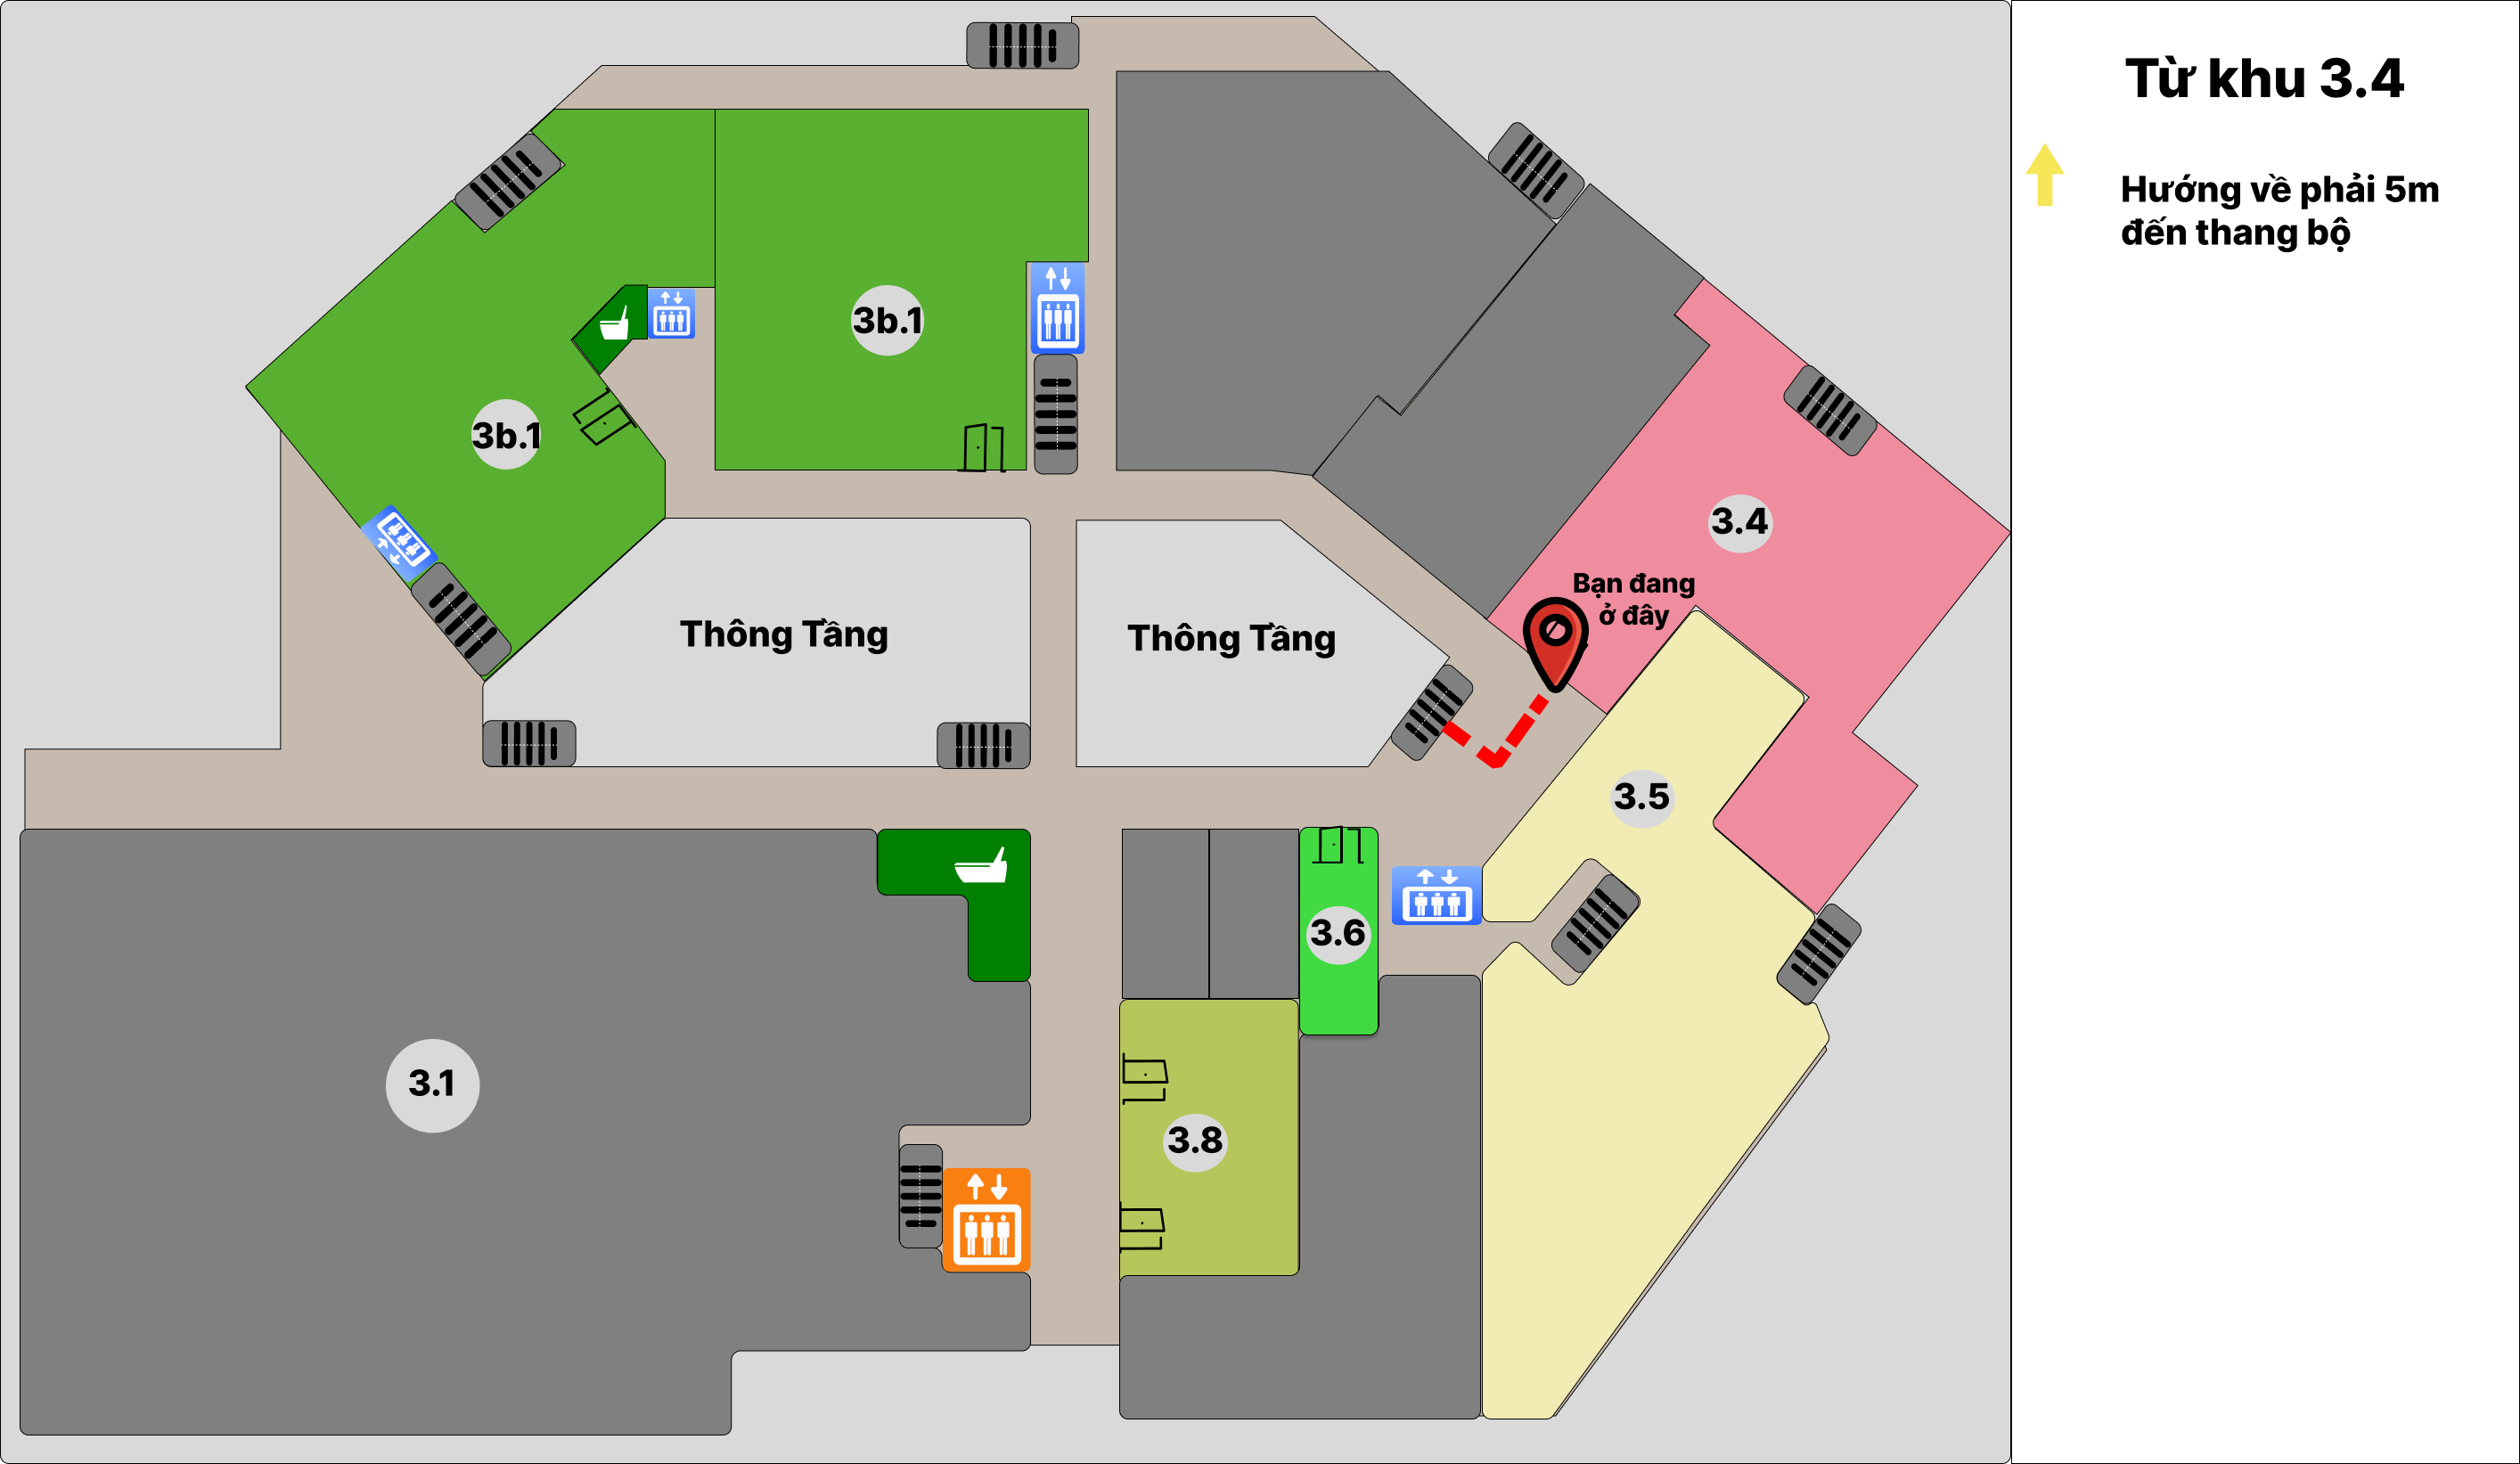 Từ khu 3.4
Hướng về phải 5m
đến thang bộ
3b.1
3b.1
3.4
Bạn đang
ở đây
Thông Tầng
Thông Tầng
3.5
3.6
3.1
3.8